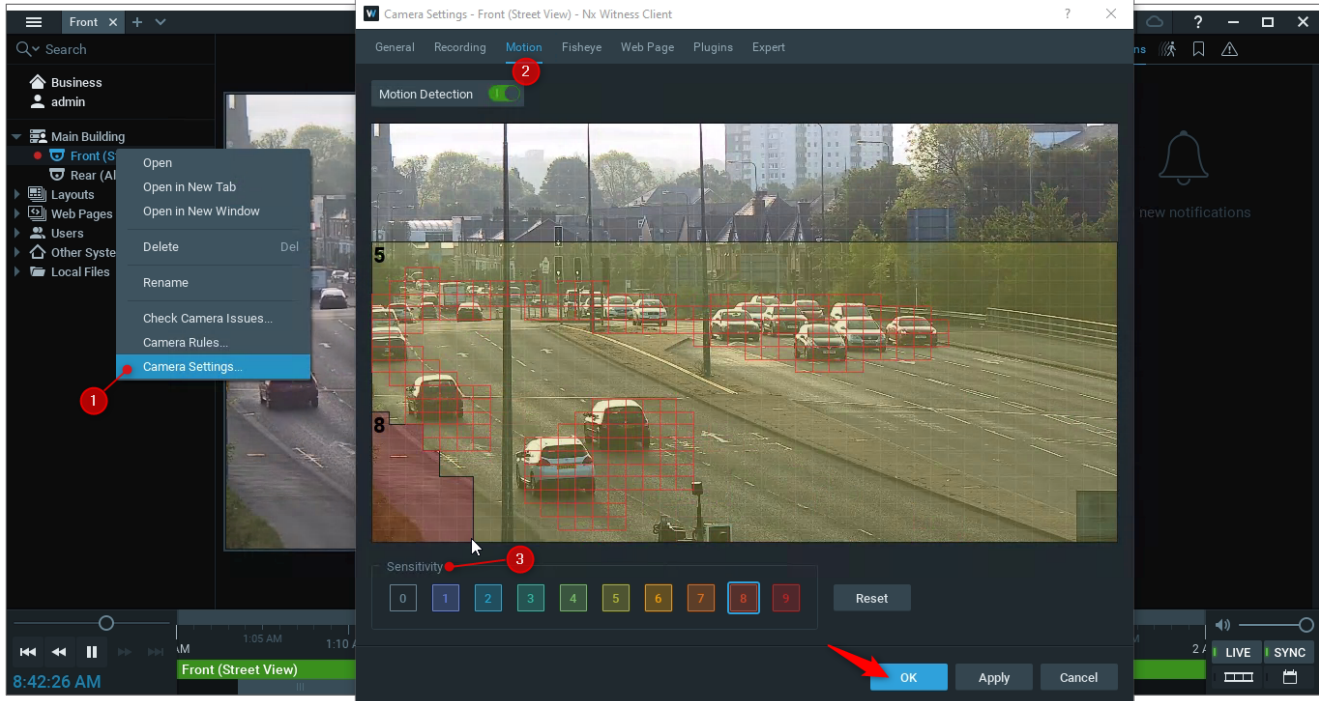 Front
Camera Settings - Front (Street View) - Nx Witness Client
?
?
Search
General Recording Motion Fisheye Web Page Plugins Expert
ns
2
Business
admin
Motion Detection
Main Building
Front (S
Rear (Al
Layouts
Web Pages
Users
Other Syste
Local Files
Open
Open in New Tab
Open in New Window
Delete Del
Rename
Check Camera Issues...
Camera Rules...
Camera Settings...
1
new notifications
5
8
Sensitivity
3
0 1 2 3 4 5 6 7 8 9
Reset
1:05 AM
1:10
AM
Front (Street View)
8:42:26 AM
LIVE SYNC
OK Apply Cancel